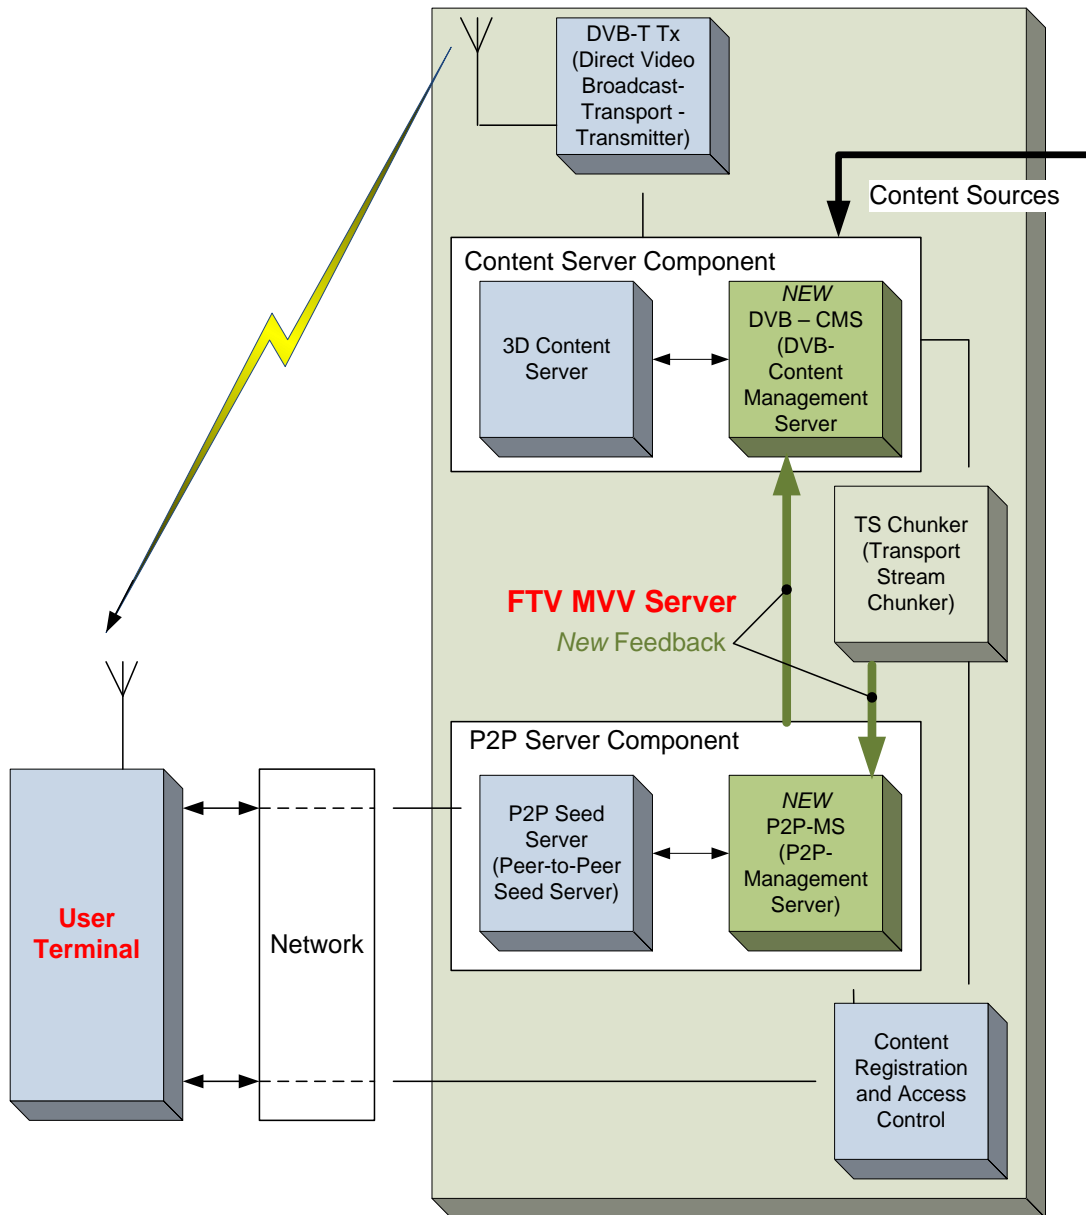 DVB-T Tx
(Direct Video
Broadcast-
Transport -
Transmitter)
Content Sources
Content Server Component
3D Content
Server
NEW
DVB – CMS
(DVB-
Content
Management
Server
TS Chunker
(Transport
Stream
Chunker)
FTV MVV Server
New Feedback
P2P Server Component
P2P Seed
Server
(Peer-to-Peer
Seed Server)
NEW
P2P-MS
(P2P-
Management
Server)
User
Terminal
Network
Content
Registration
and Access
Control